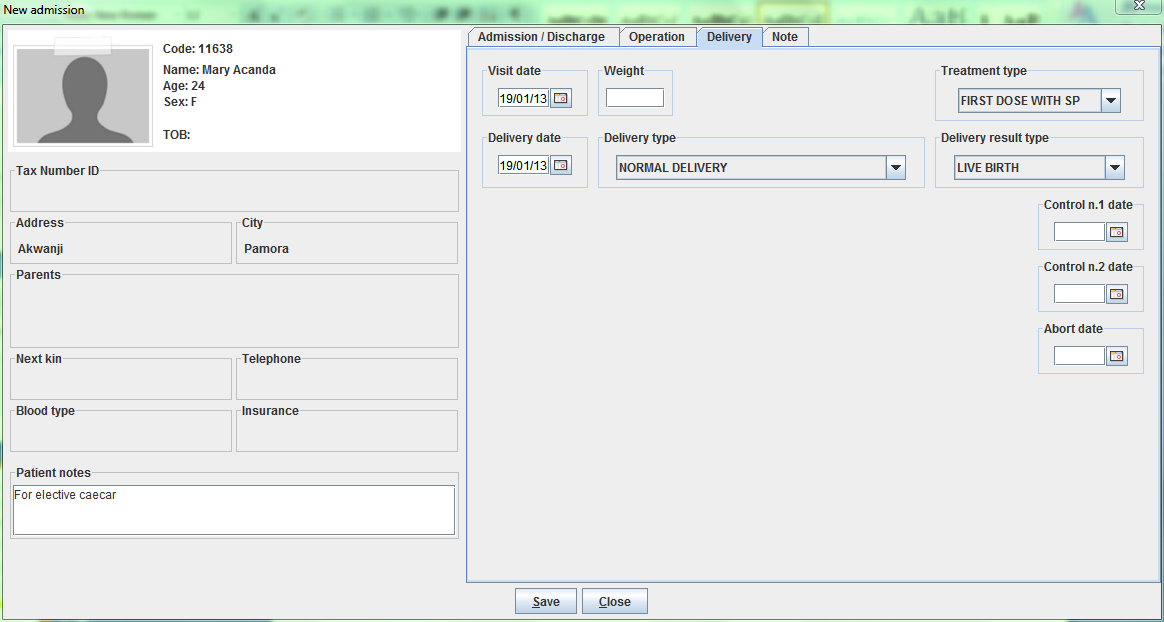 New admission
Code: 11638
Name: Mary Acanda
Age: 24
Sex: F
TOB:
Tax Number ID
Address
City
Akwanji
Pamora
Parents
Next kin
Telephone
Blood type
Insurance
Patient notes
For elective caecar
Admission / Discharge
Operation
Delivery
Note
Visit date
Weight
Treatment type
19/01/13
FIRST DOSE WITH SP
Delivery date
Delivery type
Delivery result type
19/01/13
NORMAL DELIVERY
LIVE BIRTH
Control n.1 date
Control n.2 date
Abort date
Save
Close